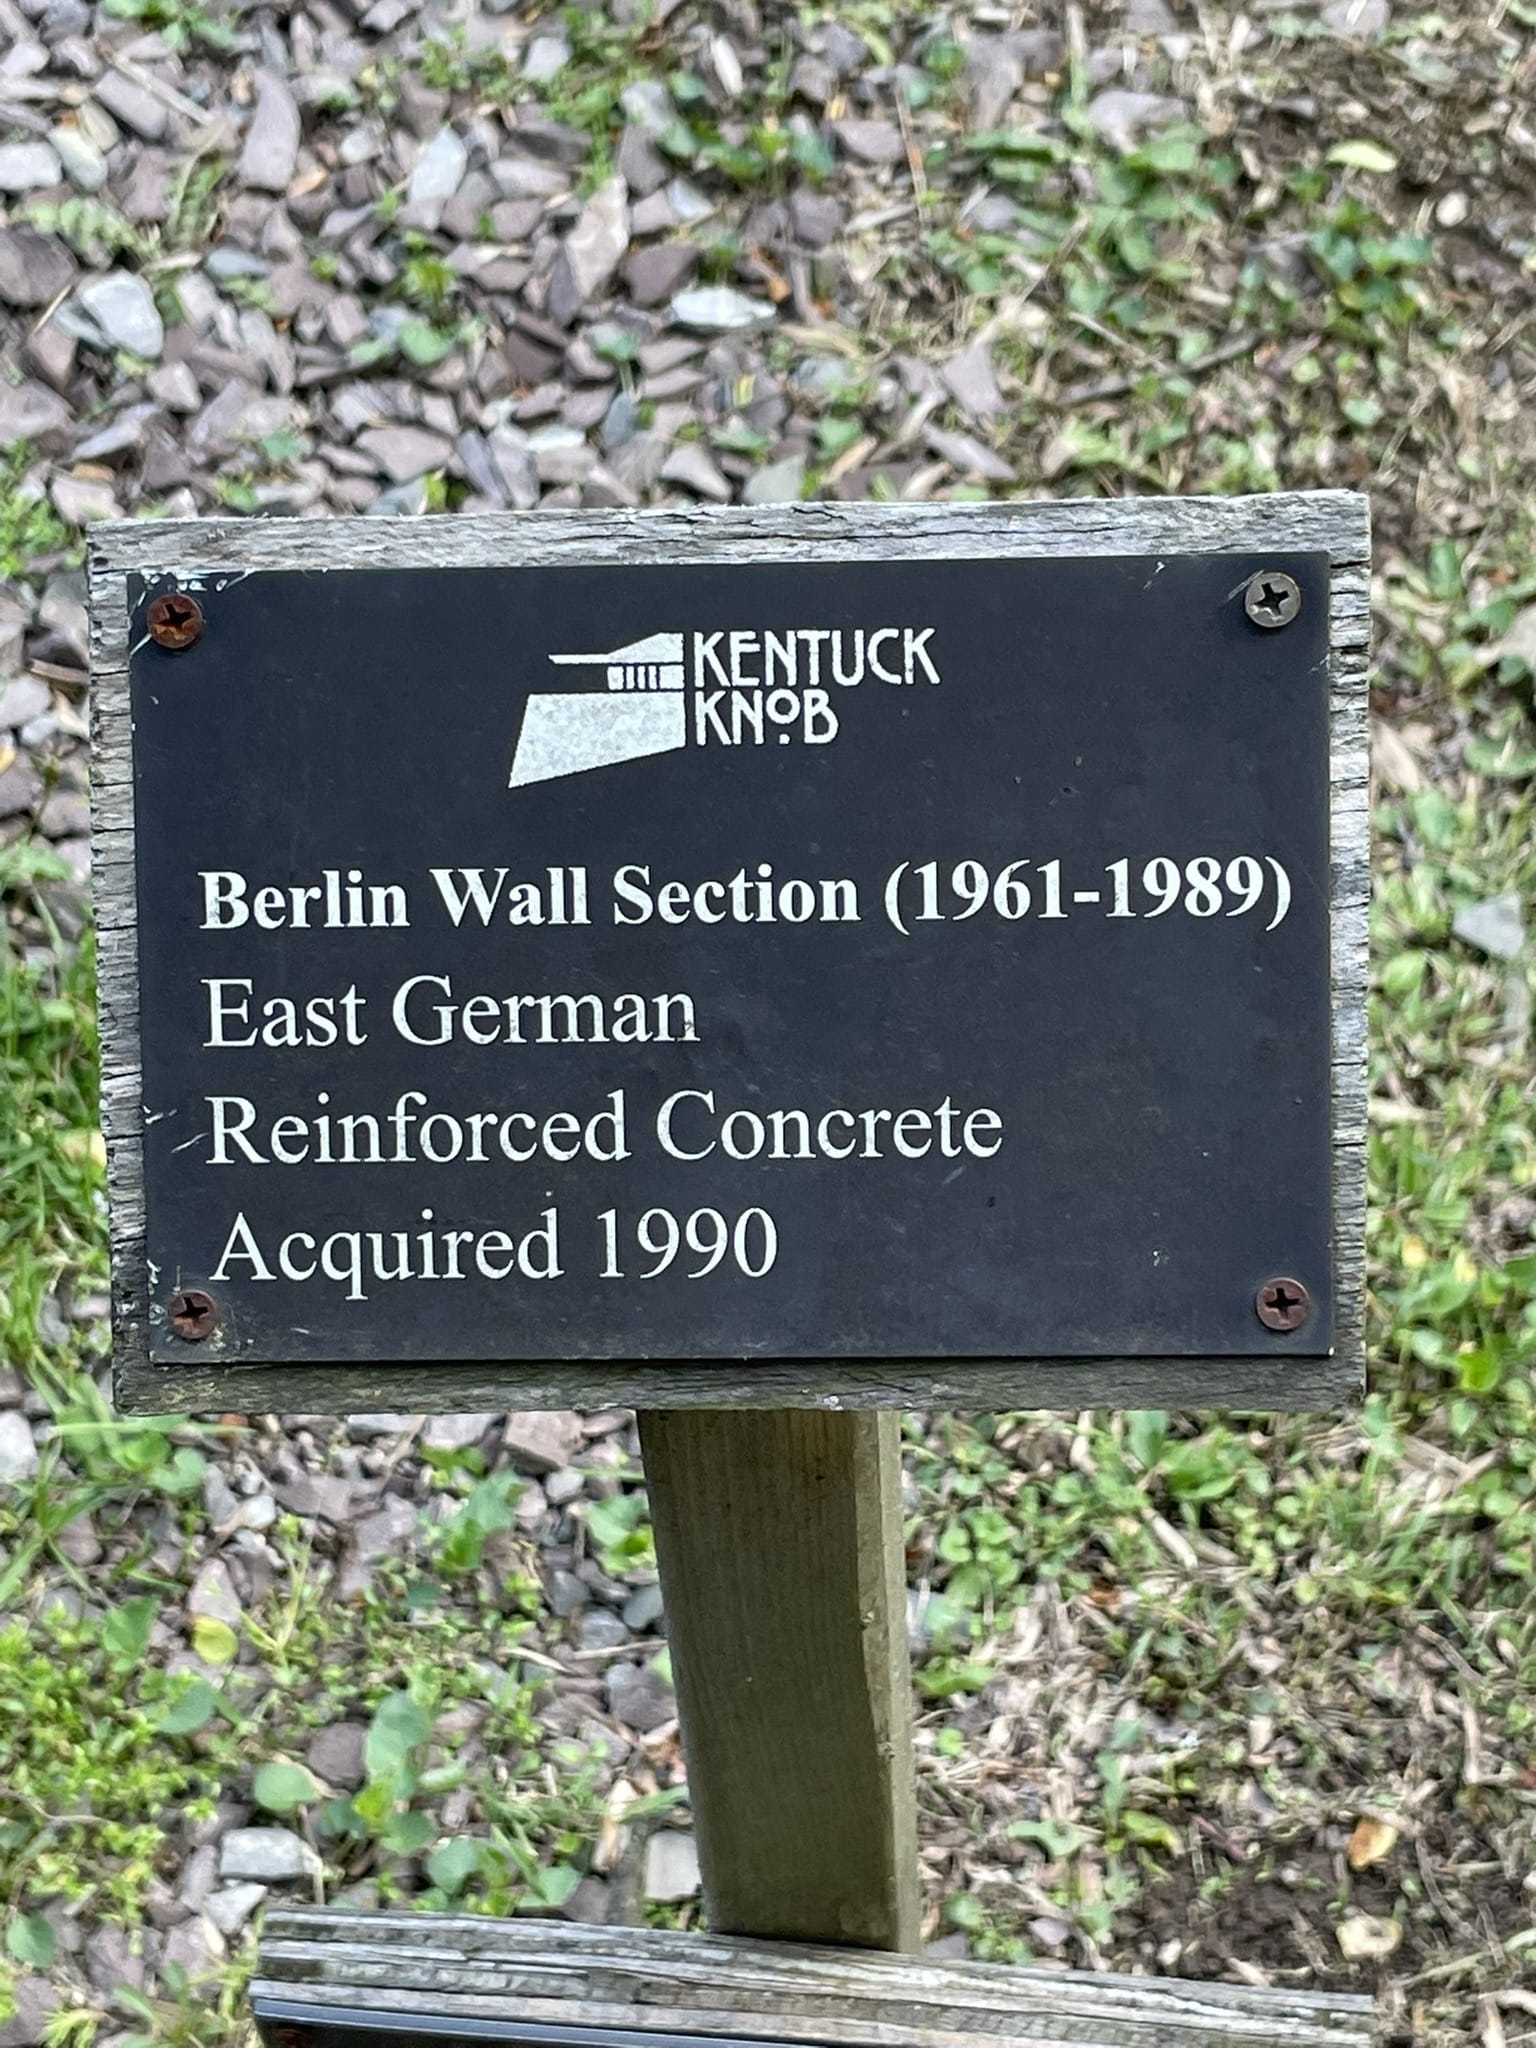 KENTUCK
KNOB
Berlin Wall Section (1961-1989)
East German
Reinforced Concrete
Acquired 1990